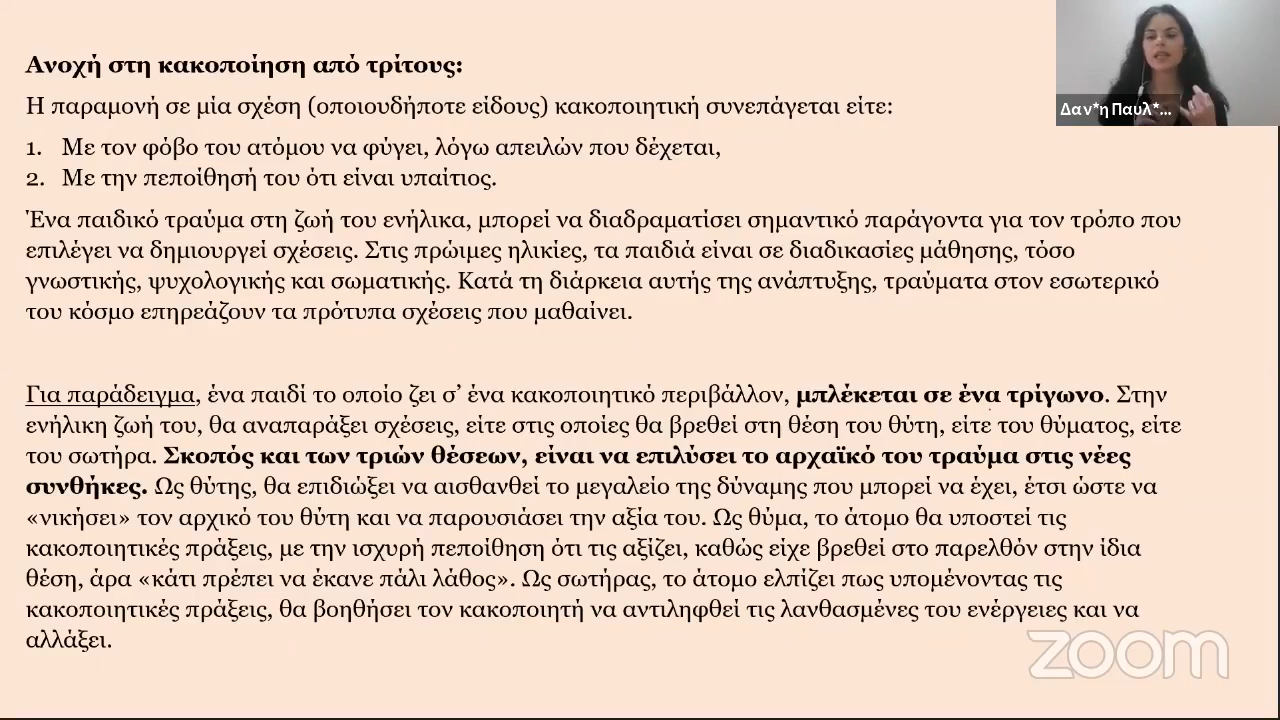 Ανοχή στη κακοποίηση από τρίτους:
Η παραμονή σε μία σχέση (οποιουδήποτε είδους) κακοποιητική συνεπάγεται είτε:
1. Με τον φόβο του ατόμου να φύγει, λόγω απειλών που δέχεται,
2. Με την πεποίθησή του ότι είναι υπαίτιος.
Ένα παιδικό τραύμα στη ζωή του ενήλικα, μπορεί να διαδραματίσει σημαντικό παράγοντα για τον τρόπο που
επιλέγει να δημιουργεί σχέσεις. Στις πρώιμες ηλικίες, τα παιδιά είναι σε διαδικασίες μάθησης, τόσο
γνωστικής, ψυχολογικής και σωματικής. Κατά τη διάρκεια αυτής της ανάπτυξης, τραύματα στον εσωτερικό
του κόσμο επηρεάζουν τα πρότυπα σχέσεις που μαθαίνει.
Για παράδειγμα, ένα παιδί το οποίο ζει σ’ ένα κακοποιητικό περιβάλλον, μπλέκεται σε ένα τρίγωνο. Στην
ενήλικη ζωή του, θα αναπαράξει σχέσεις, είτε στις οποίες θα βρεθεί στη θέση του θύτη, είτε του θύματος, είτε
του σωτήρα. Σκοπός και των τριών θέσεων, είναι να επιλύσει το αρχαϊκό του τραύμα στις νέες
συνθήκες. Ως θύτης, θα επιδιώξει να αισθανθεί το μεγαλείο της δύναμης που μπορεί να έχει, έτσι ώστε να
«νικήσει» τον αρχικό του θύτη και να παρουσιάσει την αξία του. Ως θύμα, το άτομο θα υποστεί τις
κακοποιητικές πράξεις, με την ισχυρή πεποίθηση ότι τις αξίζει, καθώς είχε βρεθεί στο παρελθόν στην ίδια
θέση, άρα «κάτι πρέπει να έκανε πάλι λάθος». Ως σωτήρας, το άτομο ελπίζει πως υπομένοντας τις
κακοποιητικές πράξεις, θα βοηθήσει τον κακοποιητή να αντιληφθεί τις λανθασμένες του ενέργειες και να
αλλάξει.
Δαν*η Παυλ*...
zoom